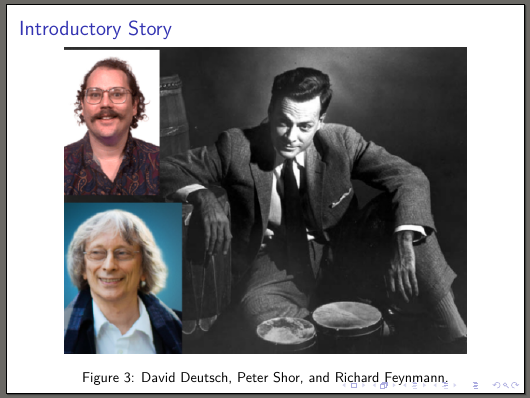 Introductory Story
Figure 3: David Deutsch, Peter Shor, and Richard Feynmann.